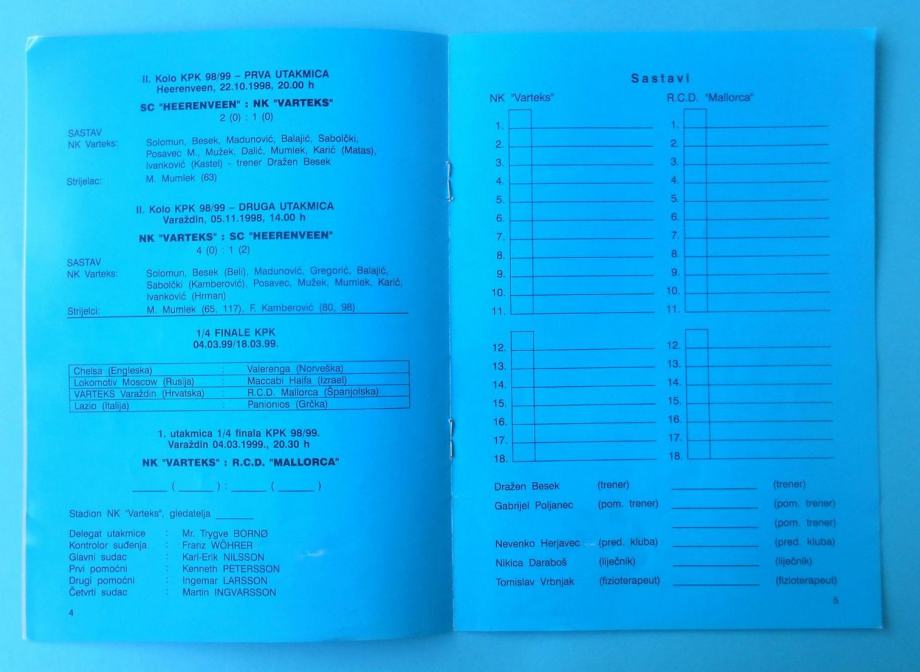 II. Kolo KPK 98/99 – PRVA UTAKMICA
Heerenveen, 22.10.1998, 20.00 h
SC "HEERENVEEN" : NK "VARTEKS"
2 (0) : 1 (0)
SASTAV
NK Varteks: Solomun, Besek, Madunović, Balajić, Sabolčki,
Posavec M., Mužek, Dalić, Mumlek, Karić (Matas),
Ivanković (Kastel) - trener Dražen Besek
Strijelac: M. Mumlek (63)
II. Kolo KPK 98/99 – DRUGA UTAKMICA
Varaždin, 05.11.1998, 14.00 h
NK "VARTEKS" : SC "HEERENVEEN"
4 (0) : 1 (2)
SASTAV
NK Varteks: Solomun, Besek (Beli), Madunović, Gregorić, Balajić,
Sabolčki (Kamberović), Posavec, Mužek, Mumlek, Karić,
Ivanković (Hrman)
Strijelci: M. Mumlek (65, 117), F. Kamberović (80, 98)
1/4 FINALE KPK
04.03.99/18.03.99.
Chelsa (Engleska) : Valerenga (Norveška)
Lokomotiv Moscow (Rusija) : Maccabi Haifa (Izrael)
VARTEKS Varaždin (Hrvatska) : R.C.D. Mallorca (Španjolska)
Lazio (Italija) : Panionios (Grčka)
1. utakmica 1/4 finala KPK 98/99.
Varaždin 04.03.1999., 20.30 h
NK "VARTEKS" : R.C.D. "MALLORCA"
_____ ( _____ ) : _____ ( _____ )
Stadion NK "Varteks", gledatelja ______
Delegat utakmice : Mr. Trygve BORNØ
Kontrolor suđenja : Franz WÖHRER
Glavni sudac : Karl-Erik NILSSON
Prvi pomoćni : Kenneth PETERSSON
Drugi pomoćni : Ingemar LARSSON
Četvrti sudac : Martin INGVARSSON
4
Sastavi
NK "Varteks" R.C.D. "Mallorca"
1. 1.
2. 2.
3. 3.
4. 4.
5. 5.
6. 6.
7. 7.
8. 8.
9. 9.
10. 10.
11. 11.
12. 12.
13. 13.
14. 14.
15. 15.
16. 16.
17. 17.
18. 18.
Dražen Besek (trener) __________ (trener)
Gabrijel Poljanec (pom. trener) __________ (pom. trener)
__________ (pom. trener)
Nevenko Herjavec (pred. kluba) __________ (pred. kluba)
Nikica Daraboš (liječnik) __________ (liječnik)
Tomislav Vrbnjak (fizioterapeut) __________ (fizioterapeut)
5